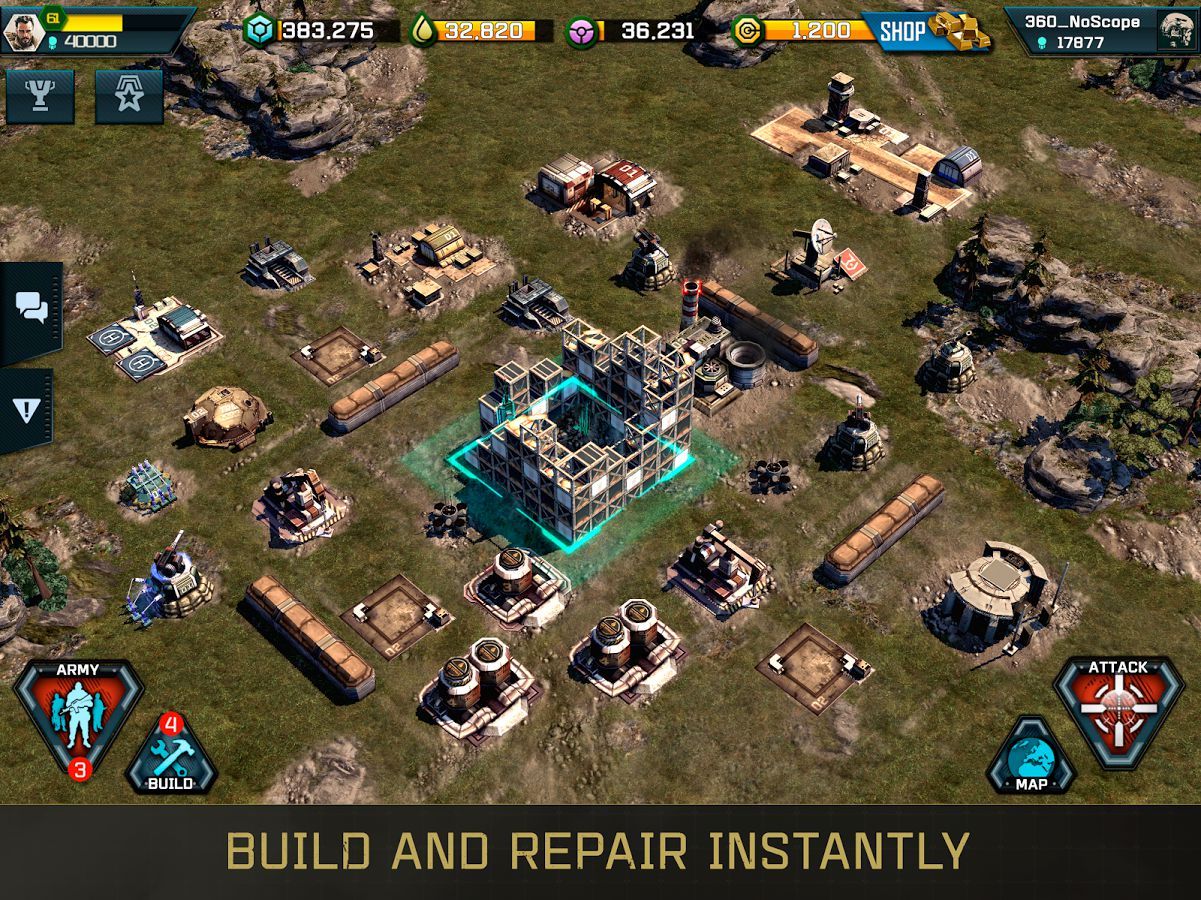 61
40000
383,275
32,820
36,231
1,200
SHOP
360_NoScope
17877
01
H
H
ARMY
3
4
BUILD
ATTACK
MAP
BUILD AND REPAIR INSTANTLY